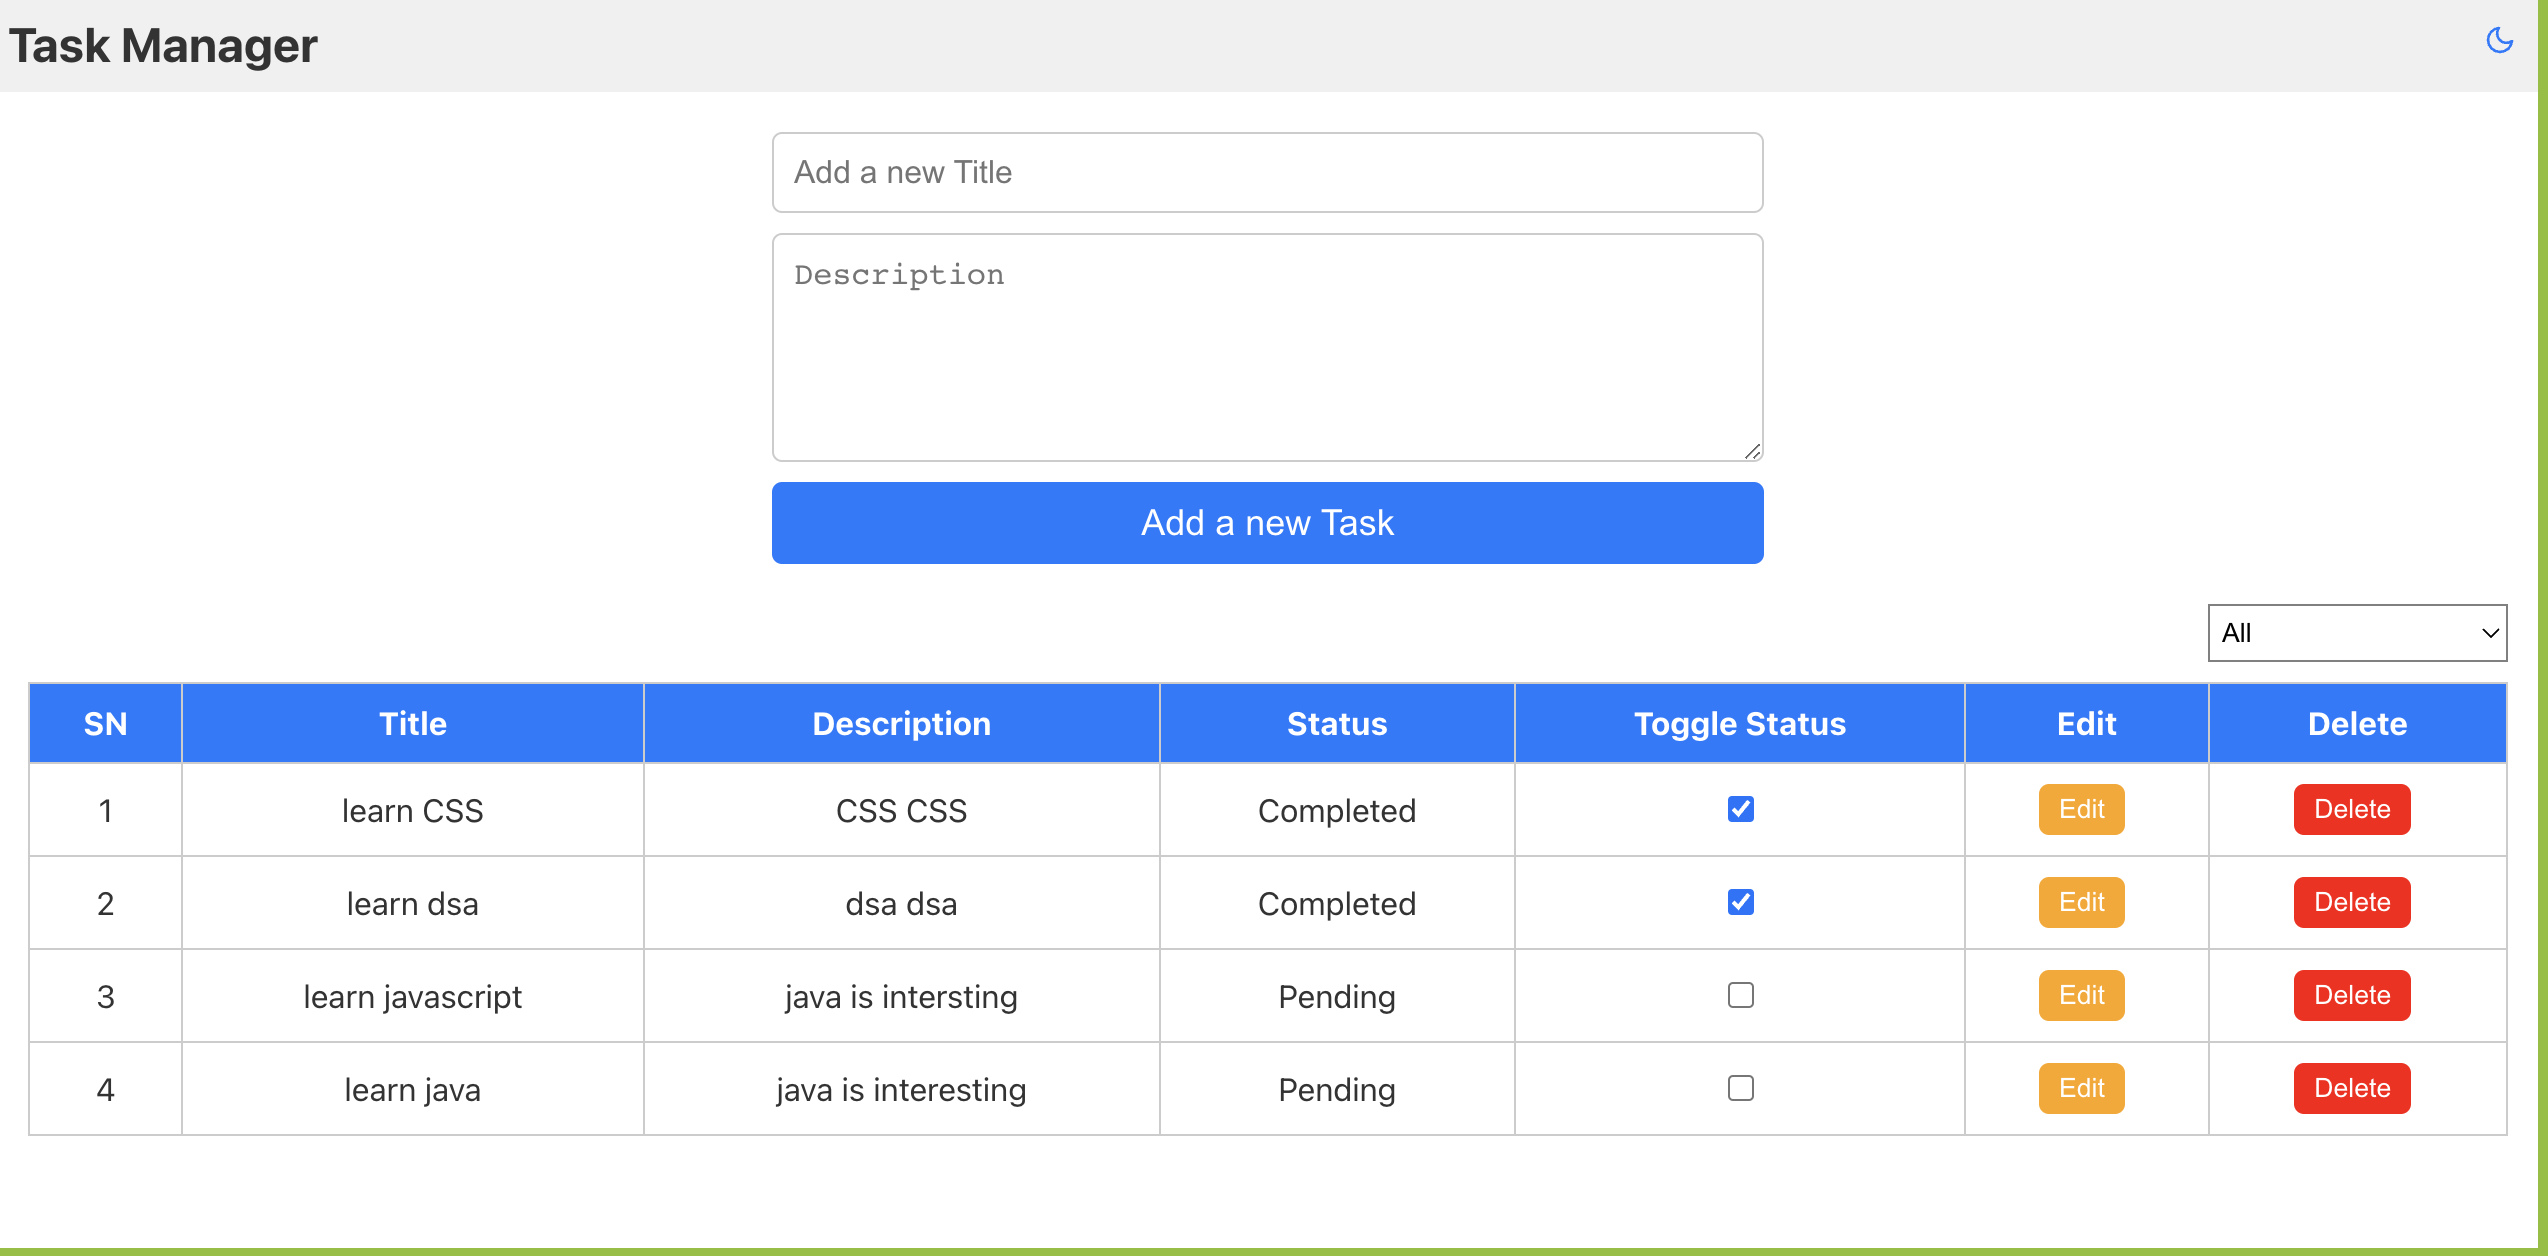 Task Manager
Add a new Title
Description
Add a new Task
All
SN Title Description Status Toggle Status Edit Delete
1 learn CSS CSS CSS Completed Edit Delete
2 learn dsa dsa dsa Completed Edit Delete
3 learn javascript java is intersting Pending Edit Delete
4 learn java java is interesting Pending Edit Delete